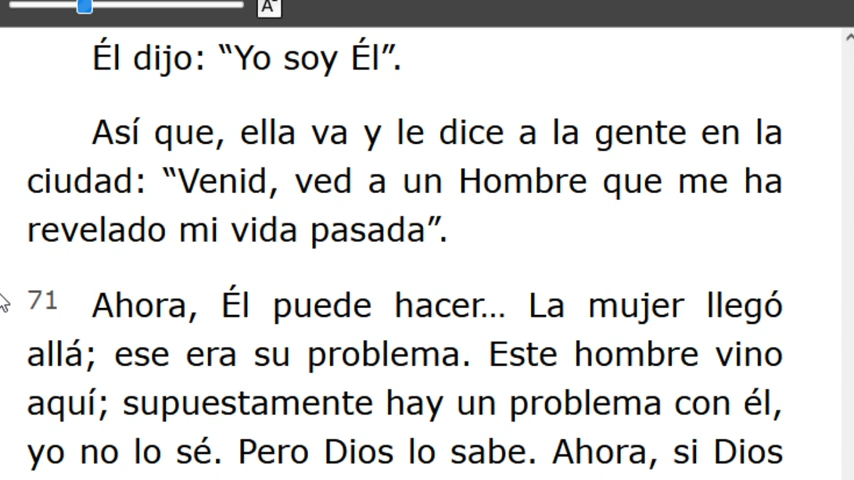 A
Él dijo: “Yo soy Él”.
Así que, ella va y le dice a la gente en la
ciudad: “Venid, ved a un Hombre que me ha
revelado mi vida pasada”.
71 Ahora, Él puede hacer... La mujer llegó
allá; ese era su problema. Este hombre vino
aquí; supuestamente hay un problema con él,
yo no lo sé. Pero Dios lo sabe. Ahora, si Dios